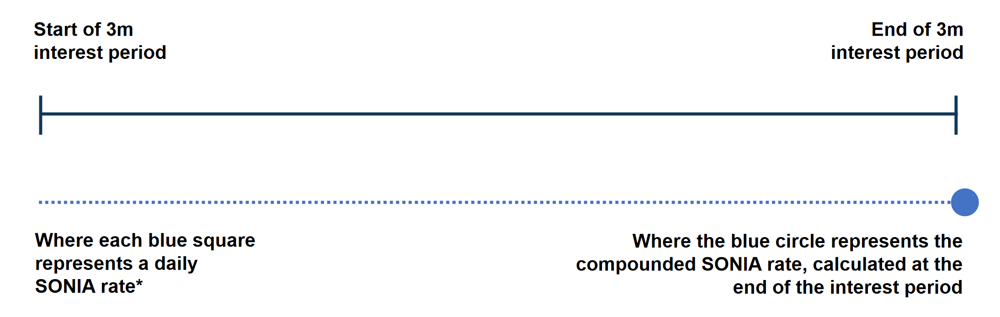 Start of 3m
interest period
End of 3m
interest period
Where each blue square
represents a daily
SONIA rate*
Where the blue circle represents the
compounded SONIA rate, calculated at the
end of the interest period